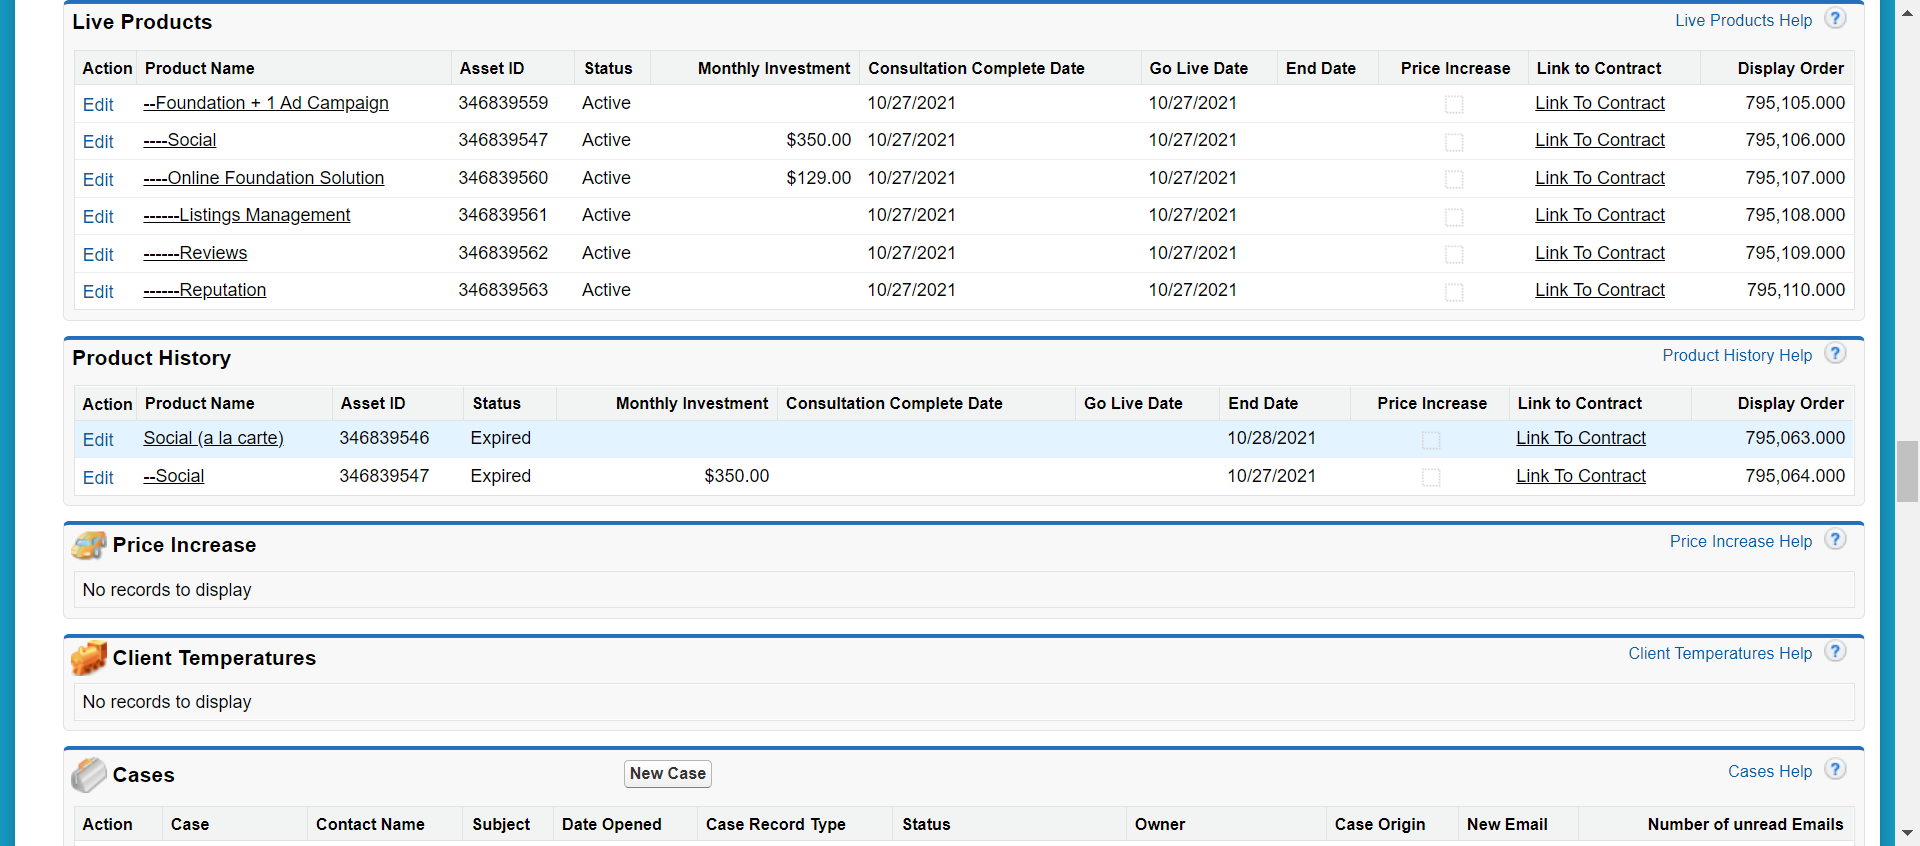 Live Products Live Products Help ?
Action Product Name Asset ID Status Monthly Investment Consultation Complete Date Go Live Date End Date Price Increase Link to Contract Display Order
Edit --Foundation + 1 Ad Campaign 346839559 Active 10/27/2021 10/27/2021 Link To Contract 795,105.000
Edit ----Social 346839547 Active $350.00 10/27/2021 10/27/2021 Link To Contract 795,106.000
Edit ----Online Foundation Solution 346839560 Active $129.00 10/27/2021 10/27/2021 Link To Contract 795,107.000
Edit ------Listings Management 346839561 Active 10/27/2021 10/27/2021 Link To Contract 795,108.000
Edit ------Reviews 346839562 Active 10/27/2021 10/27/2021 Link To Contract 795,109.000
Edit ------Reputation 346839563 Active 10/27/2021 10/27/2021 Link To Contract 795,110.000
Product History Product History Help ?
Action Product Name Asset ID Status Monthly Investment Consultation Complete Date Go Live Date End Date Price Increase Link to Contract Display Order
Edit Social (a la carte) 346839546 Expired 10/28/2021 Link To Contract 795,063.000
Edit --Social 346839547 Expired $350.00 10/27/2021 Link To Contract 795,064.000
Price Increase Price Increase Help ?
No records to display
Client Temperatures Client Temperatures Help ?
No records to display
Cases New Case Cases Help ?
Action Case Contact Name Subject Date Opened Case Record Type Status Owner Case Origin New Email Number of unread Emails